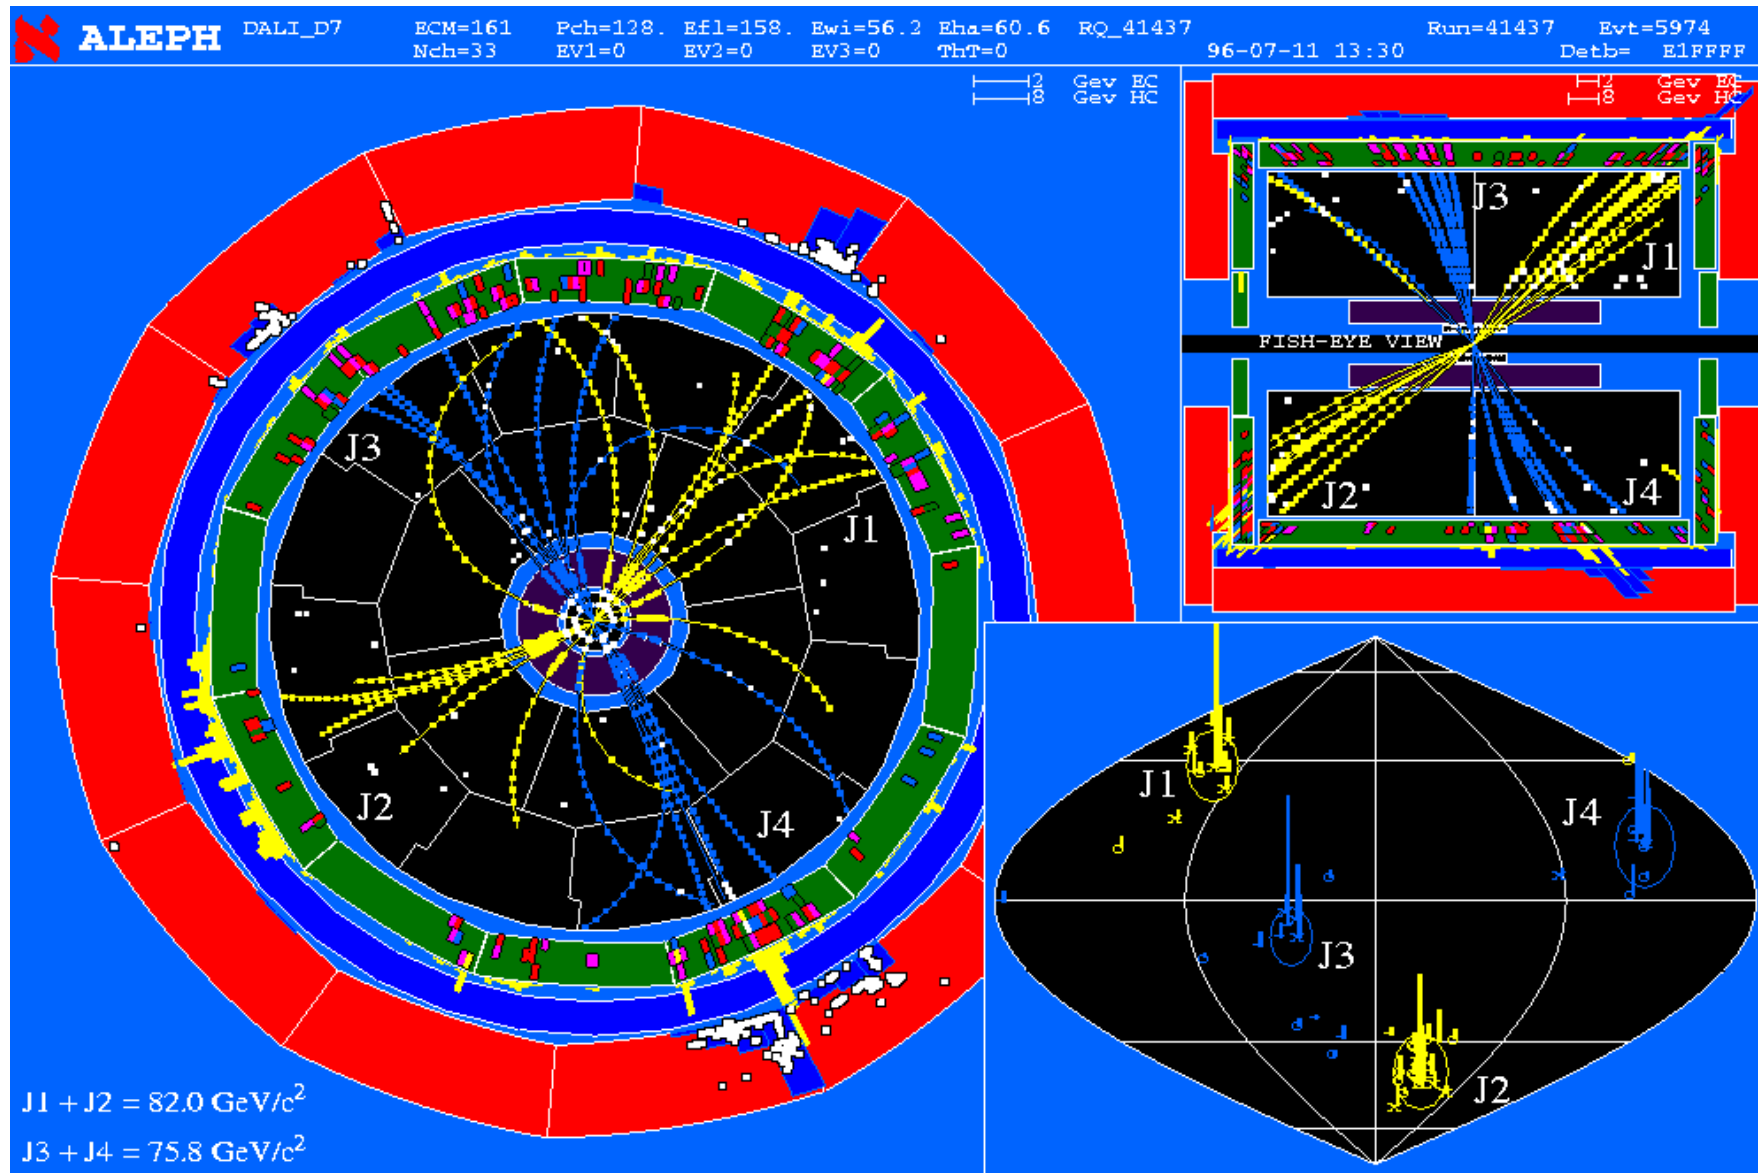 ALEPH DALI_D7 ECM=161 Pch=128. Efl=158. Ewi=56.2 Eha=60.6 RQ_41437 Run=41437 Evt=5974
Nch=33 EV1=0 EV2=0 EV3=0 ThT=0 96-07-11 13:30 Detb= E1FFFF
2 Gev EC
8 Gev HC
2 Gev EC
8 Gev HC
J3
J1
FISH-EYE VIEW
J2
J4
J3
J1
J2
J4
J1
J4
J3
J2
J1 + J2 = 82.0 GeV/c²
J3 + J4 = 75.8 GeV/c²